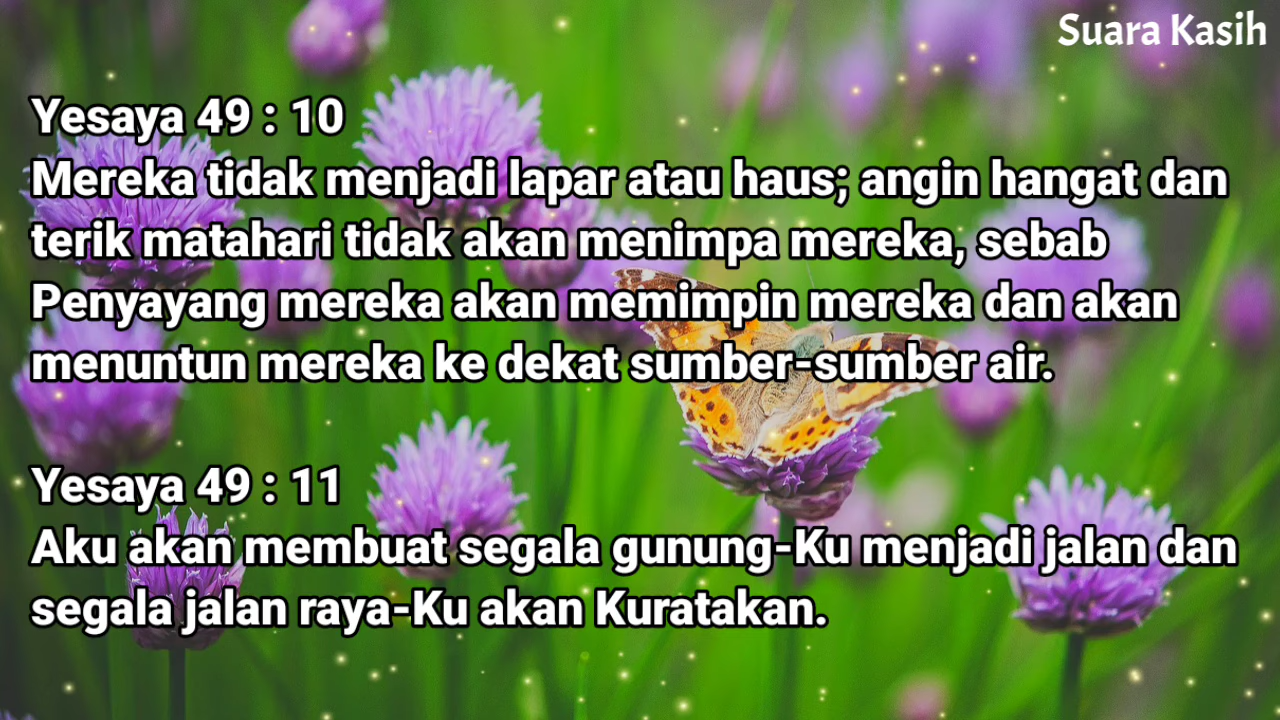 Suara Kasih
Yesaya 49 : 10
Mereka tidak menjadi lapar atau haus; angin hangat dan
terik matahari tidak akan menimpa mereka, sebab
Penyayang mereka akan memimpin mereka dan akan
menuntun mereka ke dekat sumber-sumber air.
Yesaya 49 : 11
Aku akan membuat segala gunung-Ku menjadi jalan dan
segala jalan raya-Ku akan Kuratakan.